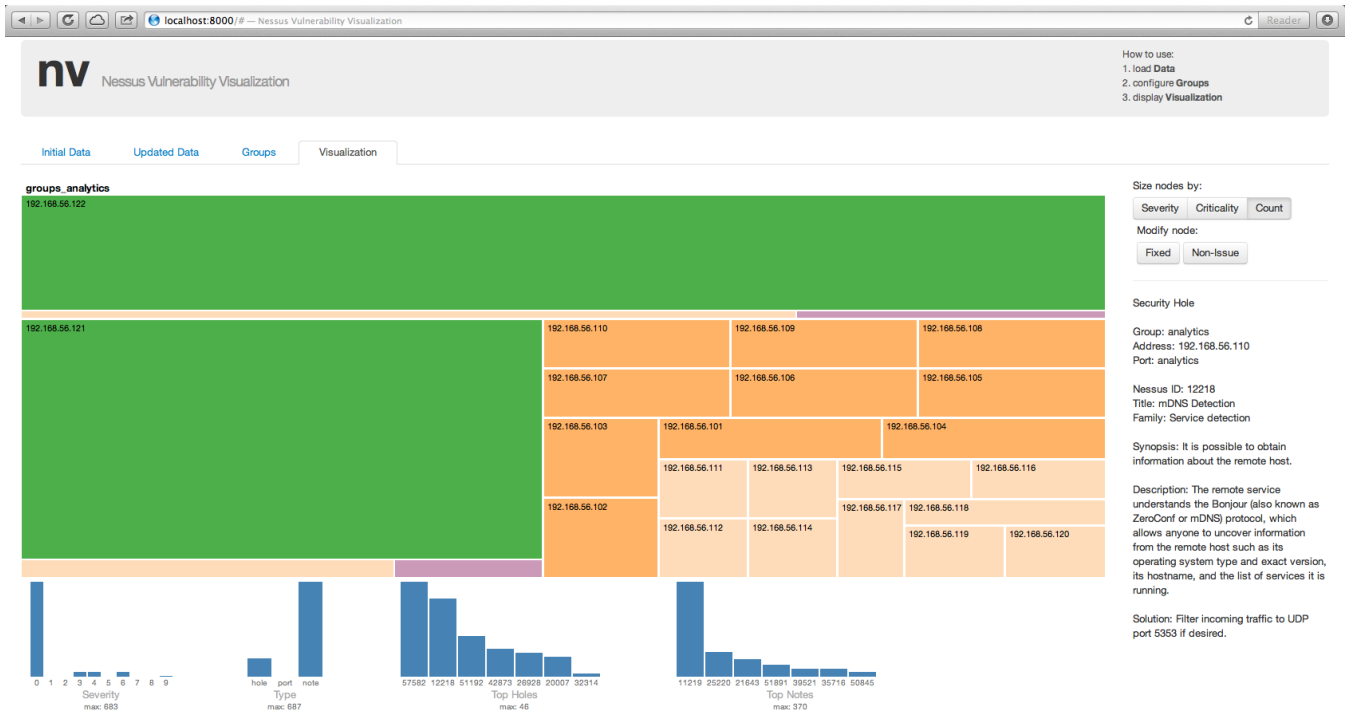 localhost:8000/# — Nessus Vulnerability Visualization
Reader
nv Nessus Vulnerability Visualization
How to use:
1. load Data
2. configure Groups
3. display Visualization
Initial Data Updated Data Groups Visualization
groups_analytics
192.168.56.122
192.168.56.121
192.168.56.110 192.168.56.109 192.168.56.108
192.168.56.107 192.168.56.106 192.168.56.105
192.168.56.103 192.168.56.101 192.168.56.104
192.168.56.111 192.168.56.113 192.168.56.115 192.168.56.116
192.168.56.102 192.168.56.117 192.168.56.118
192.168.56.112 192.168.56.114 192.168.56.119 192.168.56.120
0 1 2 3 4 5 6 7 8 9
Severity
max: 683
hole port note
Type
max: 687
57582 12218 51192 42873 26928 20007 32314
Top Holes
max: 46
11219 25220 21643 51891 39521 35716 50845
Top Notes
max: 370
Size nodes by:
Severity Criticality Count
Modify node:
Fixed Non-Issue
Security Hole
Group: analytics
Address: 192.168.56.110
Port: analytics
Nessus ID: 12218
Title: mDNS Detection
Family: Service detection
Synopsis: It is possible to obtain
information about the remote host.
Description: The remote service
understands the Bonjour (also known as
ZeroConf or mDNS) protocol, which
allows anyone to uncover information
from the remote host such as its
operating system type and exact version,
its hostname, and the list of services it is
running.
Solution: Filter incoming traffic to UDP
port 5353 if desired.